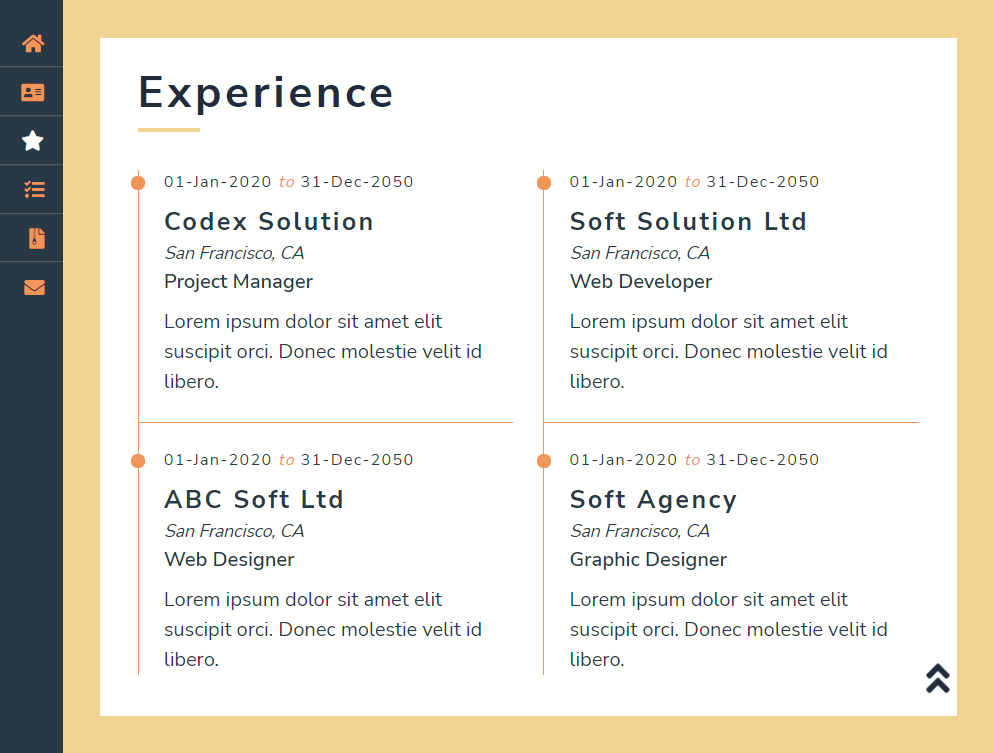 Experience
01-Jan-2020 to 31-Dec-2050
Codex Solution
San Francisco, CA
Project Manager
Lorem ipsum dolor sit amet elit
suscipit orci. Donec molestie velit id
libero.
01-Jan-2020 to 31-Dec-2050
Soft Solution Ltd
San Francisco, CA
Web Developer
Lorem ipsum dolor sit amet elit
suscipit orci. Donec molestie velit id
libero.
01-Jan-2020 to 31-Dec-2050
ABC Soft Ltd
San Francisco, CA
Web Designer
Lorem ipsum dolor sit amet elit
suscipit orci. Donec molestie velit id
libero.
01-Jan-2020 to 31-Dec-2050
Soft Agency
San Francisco, CA
Graphic Designer
Lorem ipsum dolor sit amet elit
suscipit orci. Donec molestie velit id
libero.